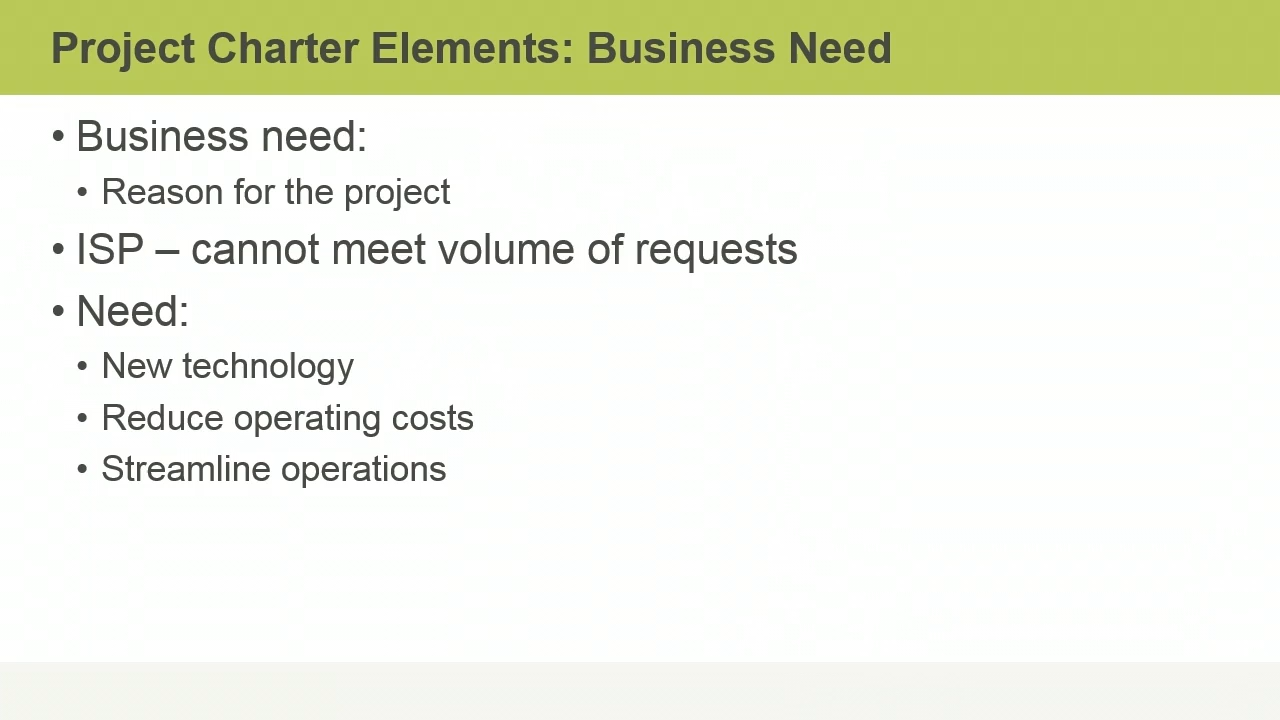 Project Charter Elements: Business Need
• Business need:
• Reason for the project
• ISP – cannot meet volume of requests
• Need:
• New technology
• Reduce operating costs
• Streamline operations